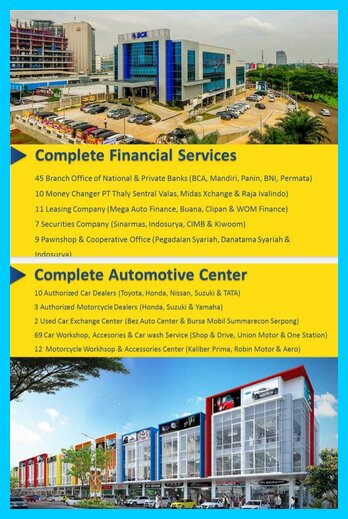 BCA
Complete Financial Services
45 Branch Office of National & Private Banks (BCA, Mandiri, Panin, BNi, Permata)
10 Money Changer PT Thaly Sentral Valas, Midas Xchange & Raja Ivalindo)
11 Leasing Company (Mega Auto Finance, Buana, Clipan & WOM Finance)
7 Securities Company (Sinarmas, Indosurya, CIMB & Kiwoom)
9 Pawnshop & Cooperative Office (Pegadaian Syariah, Danatama Syariah &
Indosurya)
Complete Automotive Center
10 Authorized Car Dealers (Toyota, Honda, Nissan, Suzuki & TATA)
3 Authorized Motorcycle Dealers (Honda, Suzuki & Yamaha)
2 Used Car Exchange Center (Bez Auto Center & Bursa Mobil Summarecon Serpong)
69 Car Workshop, Accesories & Car wash Service (Shop & Drive, Union Motor & One Station)
12 Motorcycle Workhsop & Accessories Center (Kaliber Prima, Robin Motor & Aero)